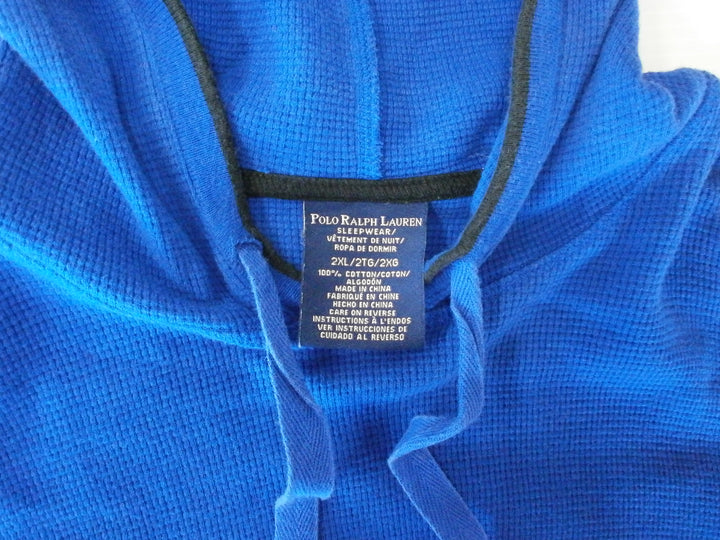 POLO RALPH LAUREN
SLEEPWEAR/
VÊTEMENT DE NUIT/
ROPA DE DORMIR
2XL/2TG/2XG
100% COTTON/COTON/
ALGODÓN
MADE IN CHINA
FABRIQUÉ EN CHINE
HECHO EN CHINA
CARE ON REVERSE
INSTRUCTIONS À L'ENDOS
VER INSTRUCCIONES DE
CUIDADO AL REVERSO